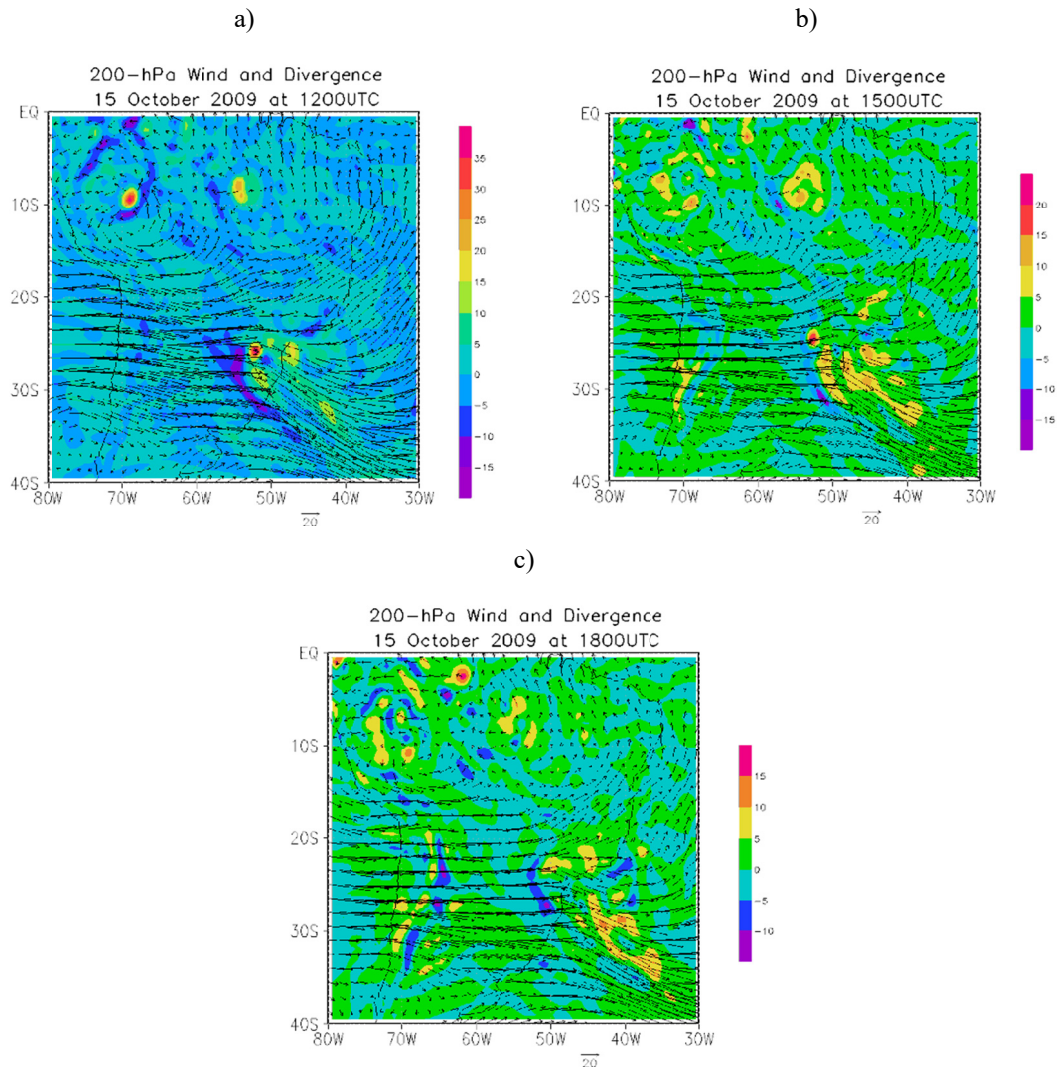 a)
200-hPa Wind and Divergence
15 October 2009 at 1200UTC
EQ
10S
20S
30S
40S
80W 70W 60W 50W 40W 30W
20
35
30
25
20
15
10
5
0
-5
-10
-15
b)
200-hPa Wind and Divergence
15 October 2009 at 1500UTC
EQ
10S
20S
30S
40S
80W 70W 60W 50W 40W 30W
20
20
15
10
5
0
-5
-10
-15
c)
200-hPa Wind and Divergence
15 October 2009 at 1800UTC
EQ
10S
20S
30S
40S
80W 70W 60W 50W 40W 30W
20
15
10
5
0
-5
-10